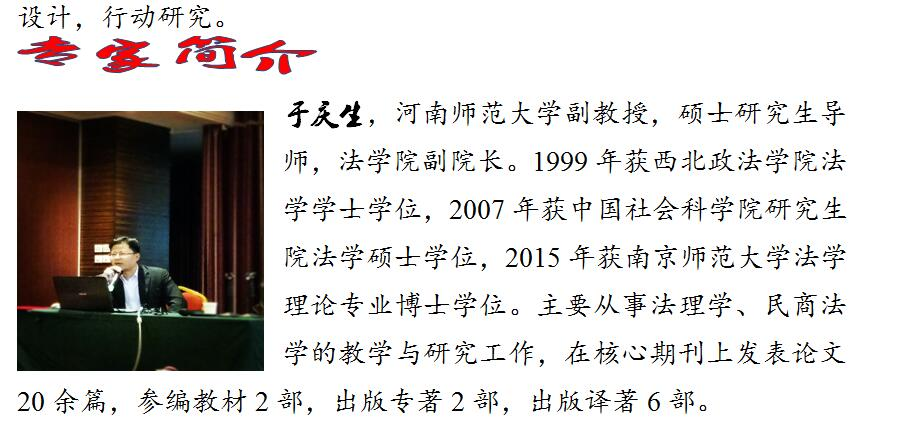 设计，行动研究。
专家简介
于庆生，河南师范大学副教授，硕士研究生导
师，法学院副院长。1999 年获西北政法学院法
学学士学位，2007 年获中国社会科学院研究生
院法学硕士学位，2015 年获南京师范大学法学
理论专业博士学位。主要从事法理学、民商法
学的教学与研究工作，在核心期刊上发表论文
20 余篇，参编教材 2 部，出版专著 2 部，出版译著 6 部。